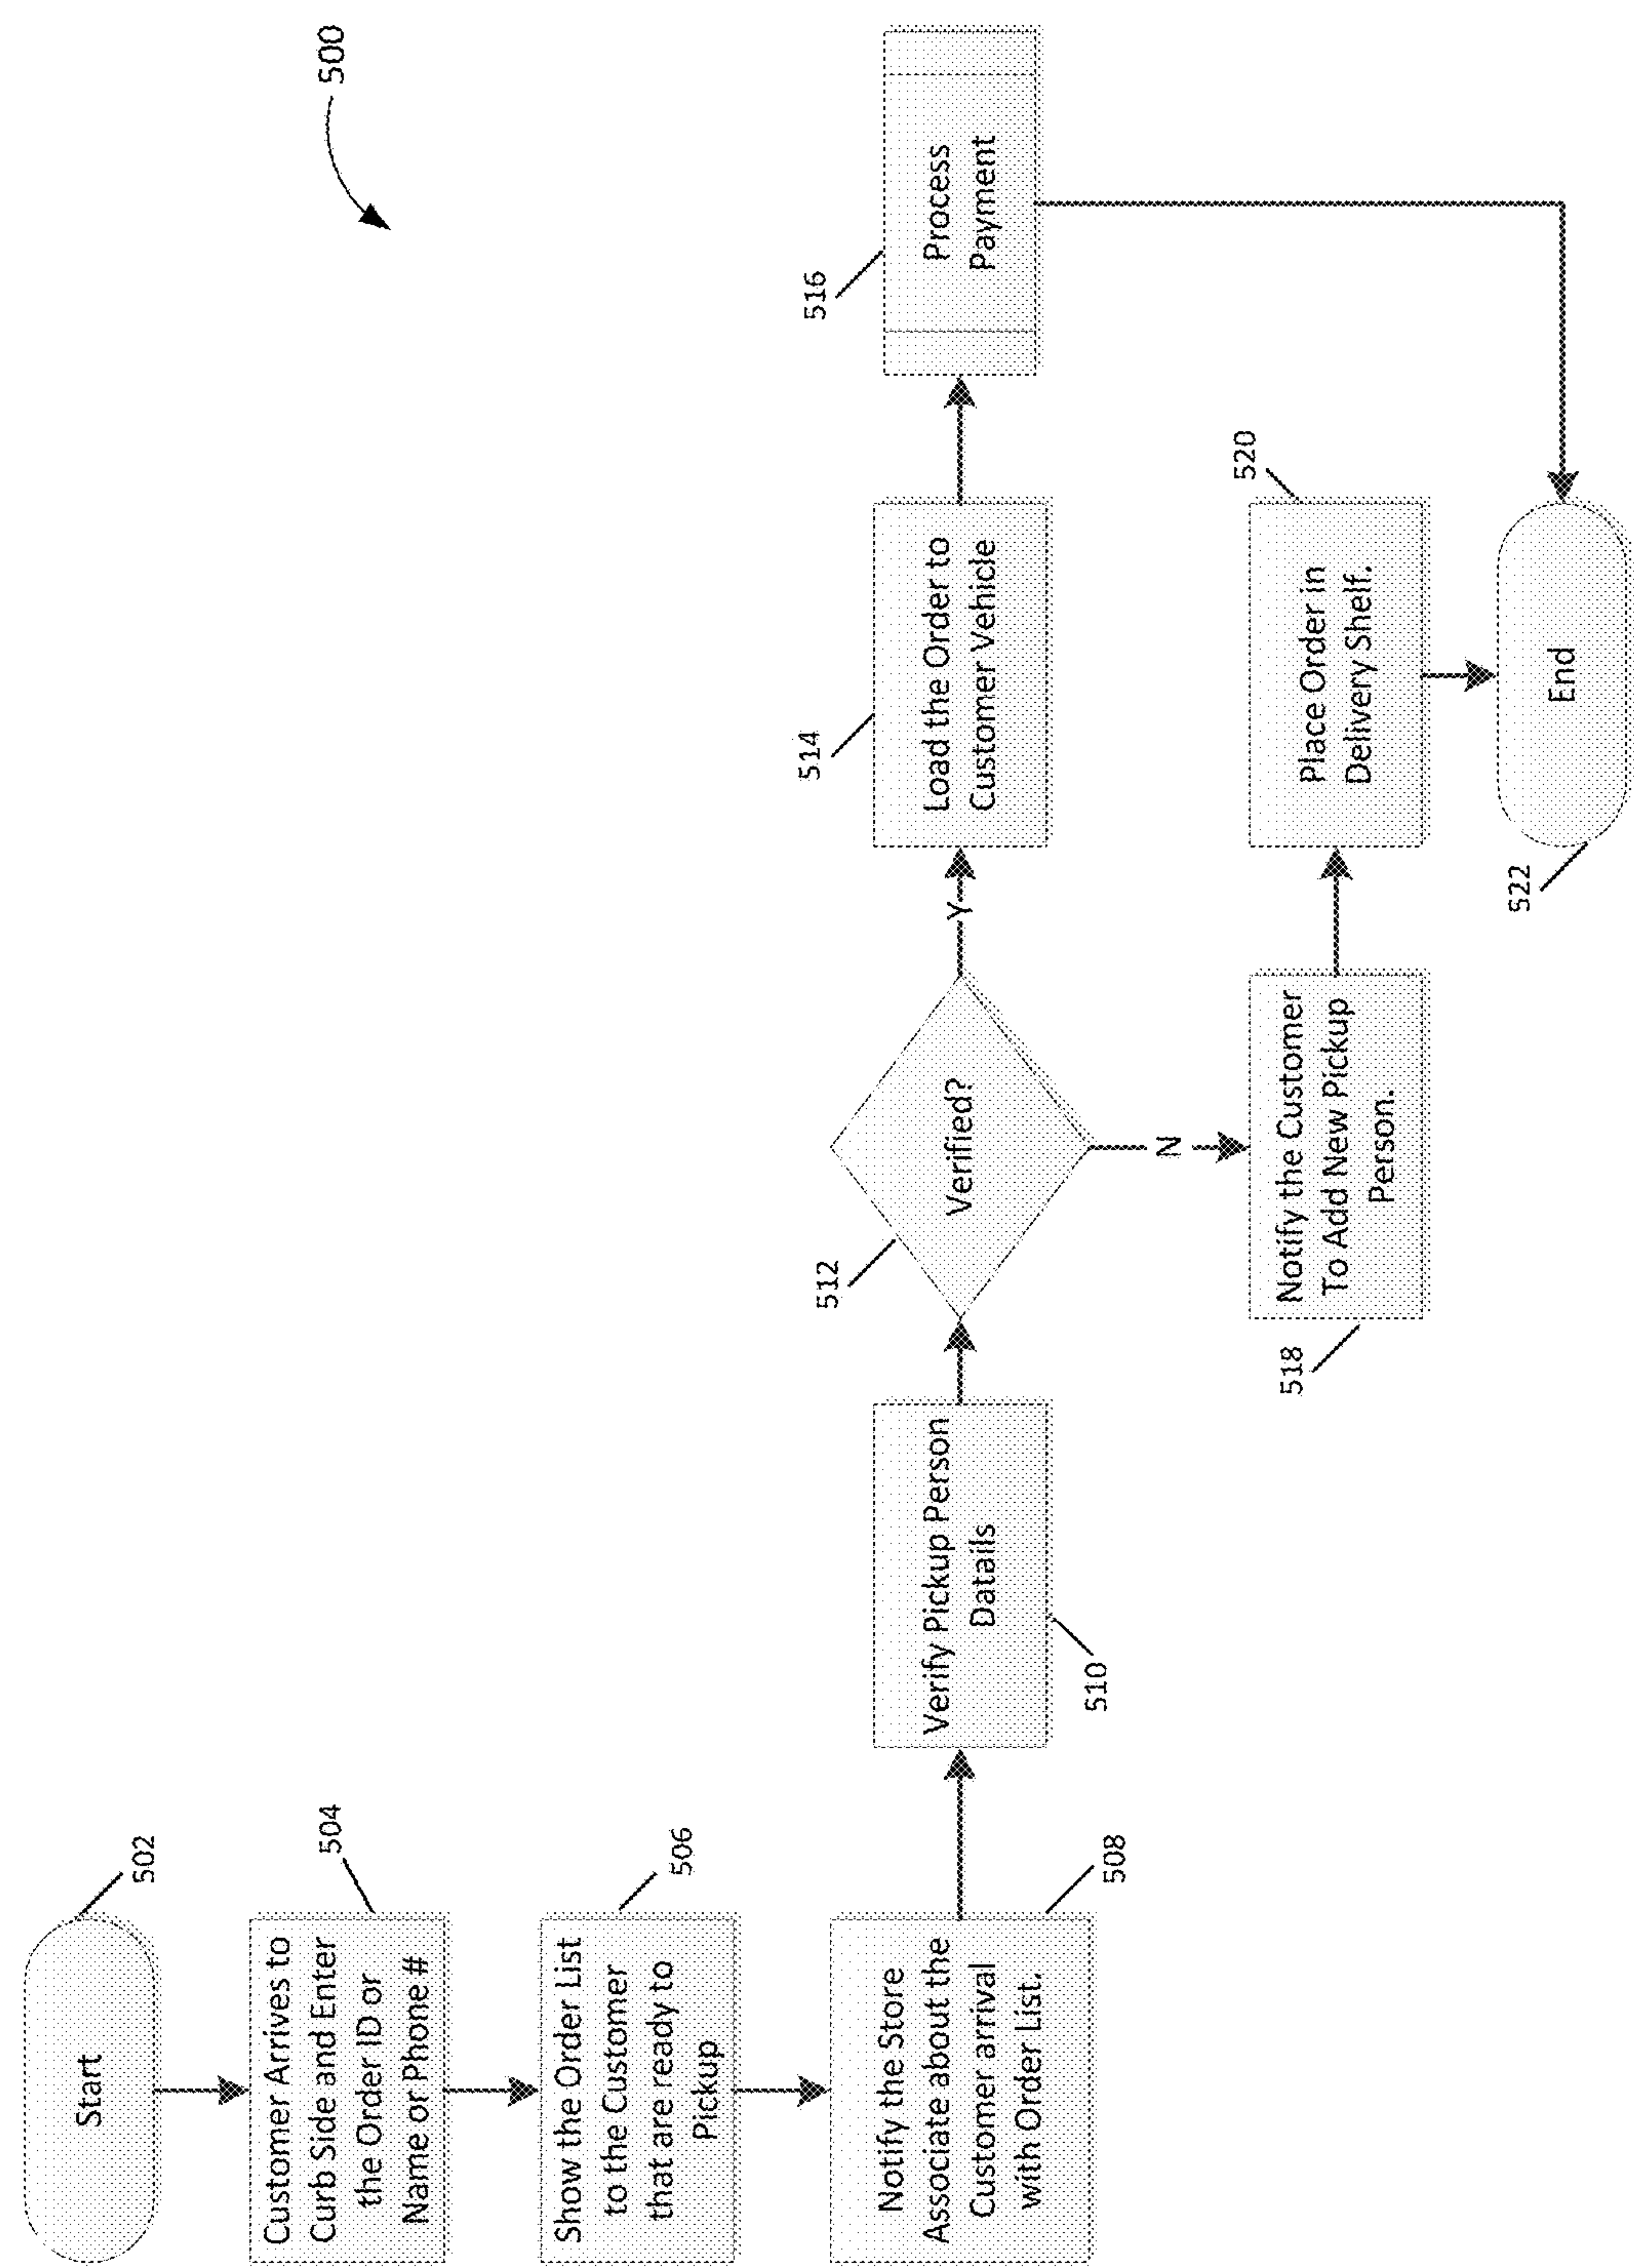 500
Start
502
Customer Arrives to
Curb Side and Enter
the Order ID or
Name or Phone #
504
Show the Order List
to the Customer
that are ready to
Pickup
506
Notify the Store
Associate about the
Customer arrival
with Order List.
508
Verify Pickup Person
Datails
510
Verified?
512
Y
Load the Order to
Customer Vehicle
514
Process
Payment
516
N
Notify the Customer
To Add New Pickup
Person.
518
Place Order in
Delivery Shelf.
520
End
522